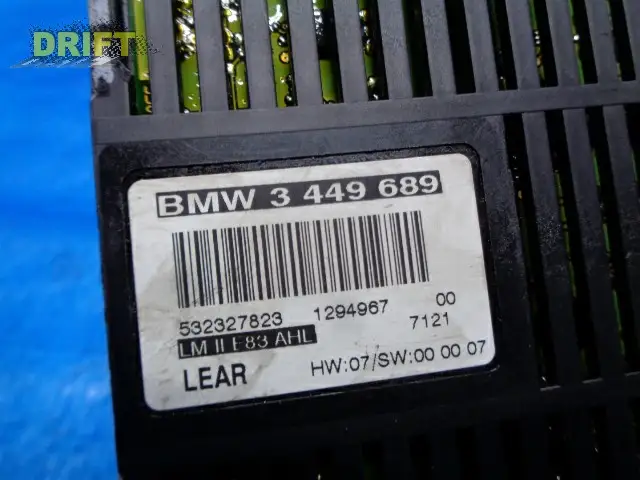 DRIFT
BMW 3 449 689
532327823 1294967 00
LM II E83 AHL 7121
LEAR HW:07/SW:00 00 07